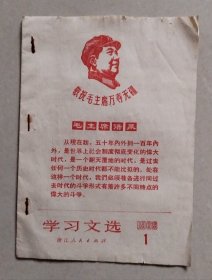 敬祝毛主席万寿无疆
毛主席语录
从现在起，五十年内外到一百年内
外，是世界上社会制度彻底变化的伟大
时代，是一个翻天覆地的时代，是过去
任何一个历史时代都不能比拟的。处在
这样一个时代，我们必须准备进行同过
去时代的斗争形式有着许多不同特点的
伟大的斗争。
学习文选
1969
1
浙江人民出版社